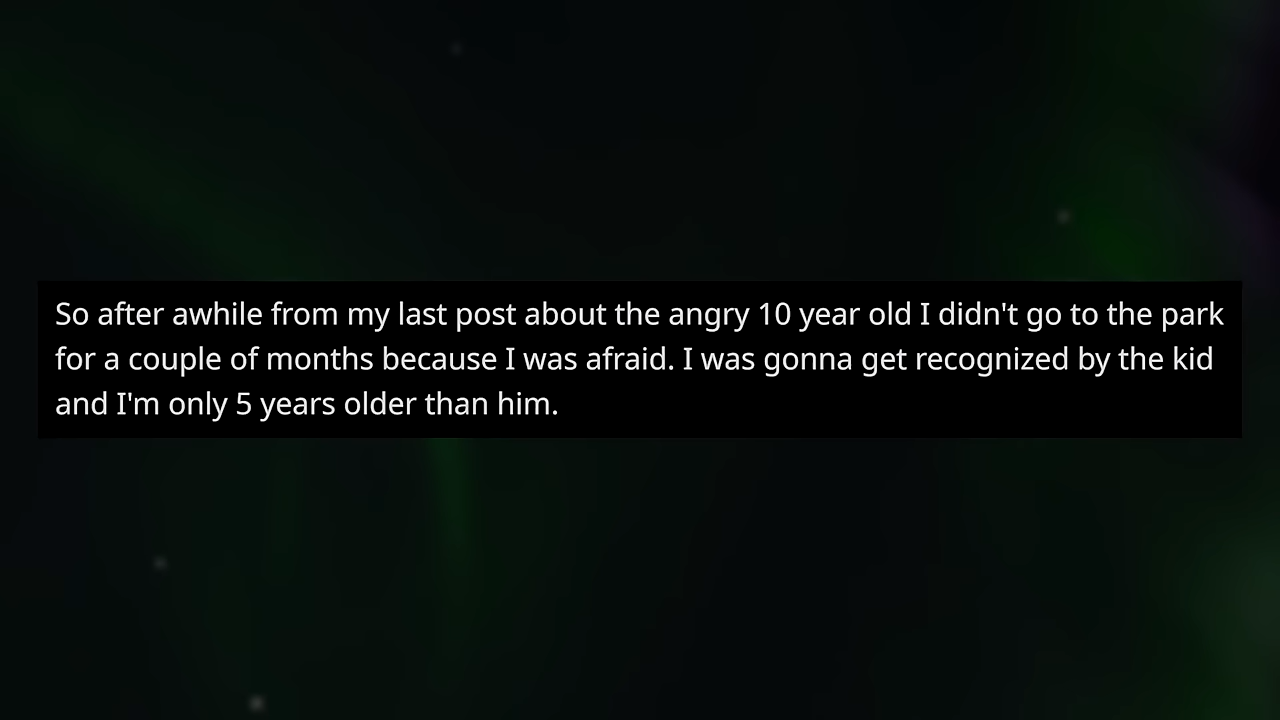 So after awhile from my last post about the angry 10 year old I didn't go to the park
for a couple of months because I was afraid. I was gonna get recognized by the kid
and I'm only 5 years older than him.